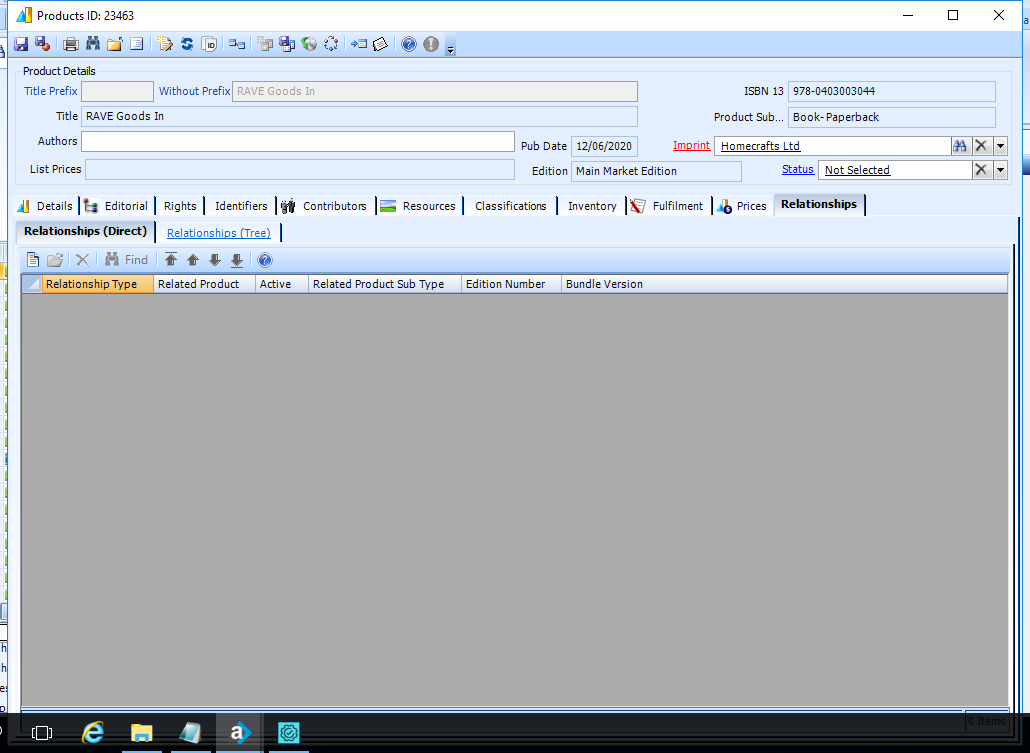 Products ID: 23463
Product Details
Title Prefix Without Prefix RAVE Goods In ISBN 13 978-0403003044
Title RAVE Goods In Product Sub... Book- Paperback
Authors Pub Date 12/06/2020 Imprint Homecrafts Ltd
List Prices Edition Main Market Edition Status Not Selected
Details Editorial Rights Identifiers Contributors Resources Classifications Inventory Fulfilment Prices Relationships
Relationships (Direct) Relationships (Tree)
Find
Relationship Type Related Product Active Related Product Sub Type Edition Number Bundle Version
0 Items